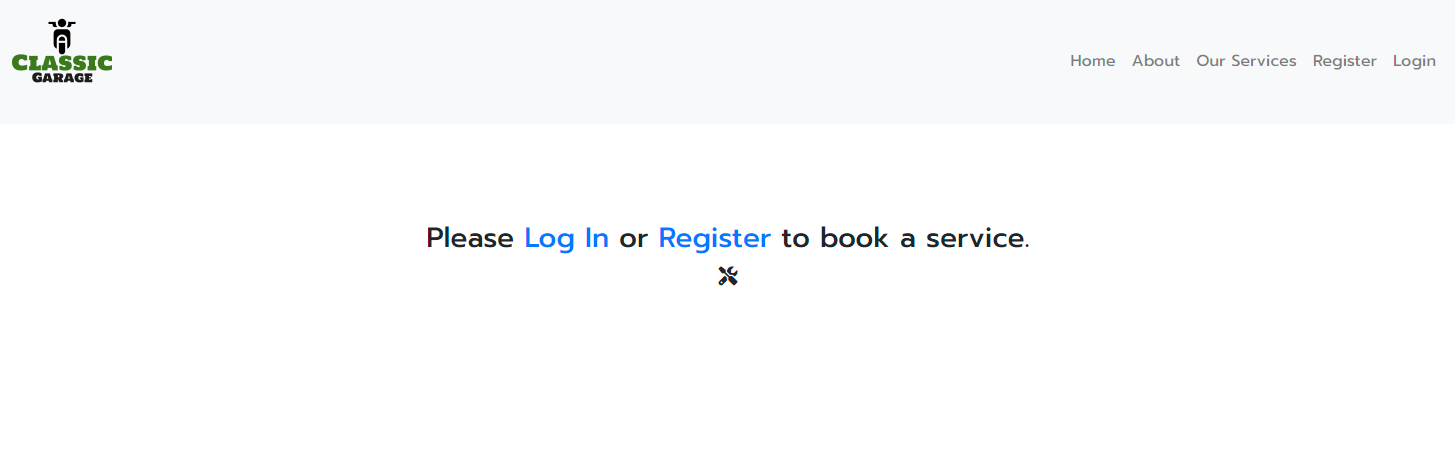 CLASSIC
GARAGE
Home About Our Services Register Login
Please Log In or Register to book a service.